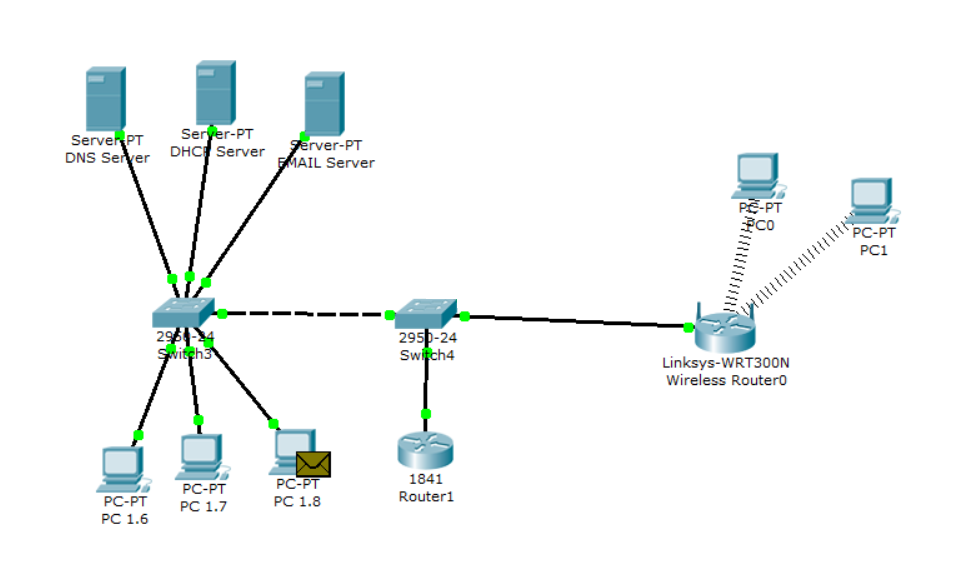 Server-PT
DNS Server
Server-PT
DHCP Server
Server-PT
EMAIL Server
PC-PT
PC0
PC-PT
PC1
2950-24
Switch3
2950-24
Switch4
Linksys-WRT300N
Wireless Router0
PC-PT
PC 1.6
PC-PT
PC 1.7
PC-PT
PC 1.8
1841
Router1